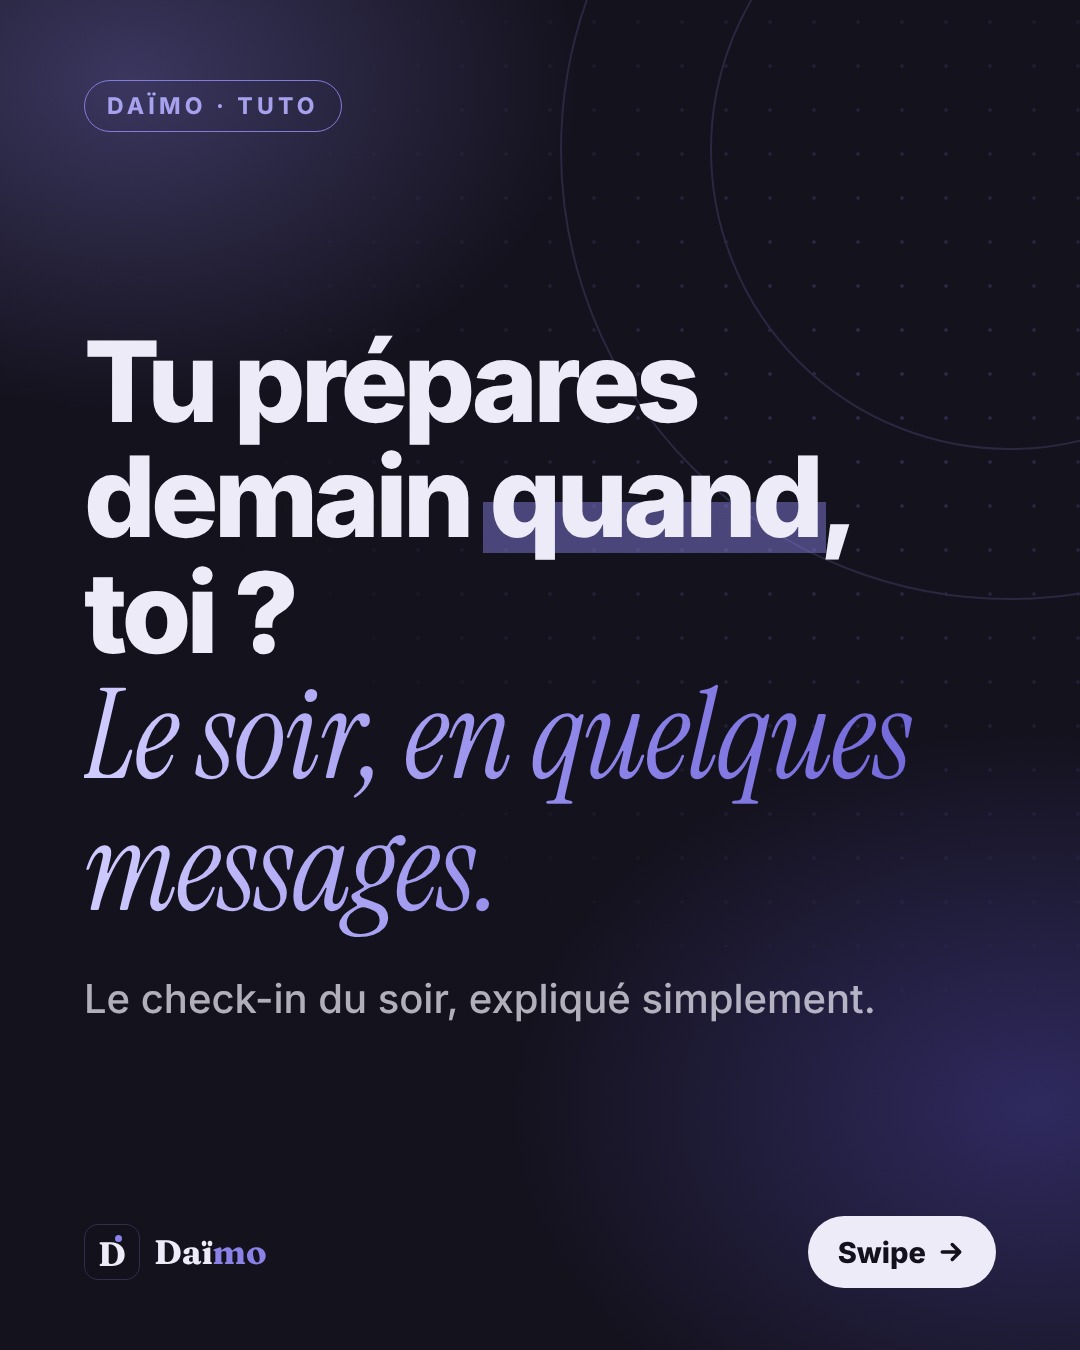 DAÏMO · TUTO
Tu prépares
demain quand,
toi ?
Le soir, en quelques
messages.
Le check-in du soir, expliqué simplement.
D Daïmo
Swipe →